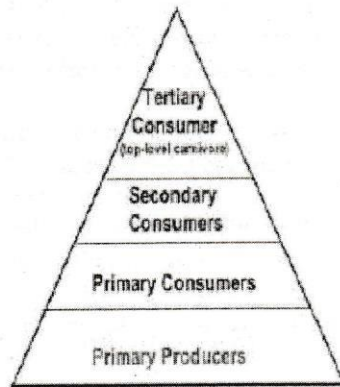 Tertiary
Consumer
(top-level carnivore)
Secondary
Consumers
Primary Consumers
Primary Producers